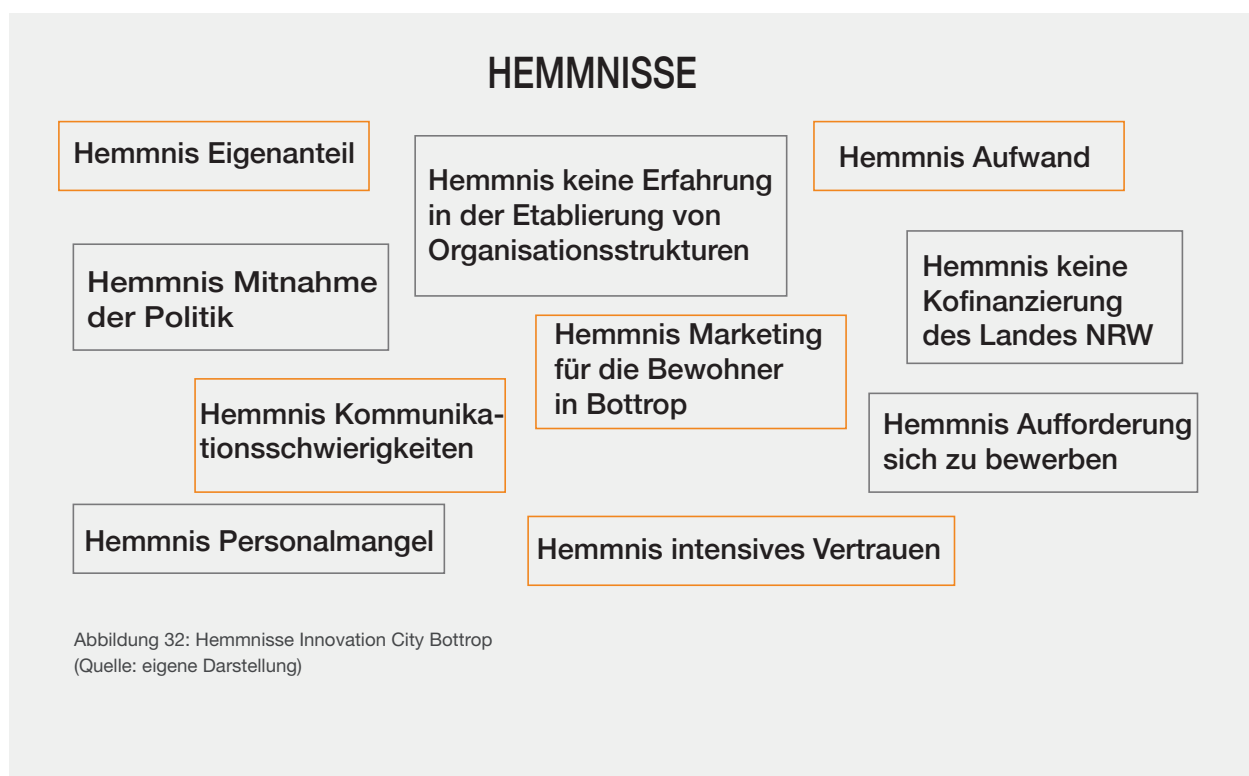 HEMMNISSE
Hemmnis Eigenanteil
Hemmnis keine Erfahrung
in der Etablierung von
Organisationsstrukturen
Hemmnis Aufwand
Hemmnis Mitnahme
der Politik
Hemmnis keine
Kofinanzierung
des Landes NRW
Hemmnis Marketing
für die Bewohner
in Bottrop
Hemmnis Kommunika-
tionsschwierigkeiten
Hemmnis Aufforderung
sich zu bewerben
Hemmnis Personalmangel
Hemmnis intensives Vertrauen
Abbildung 32: Hemmnisse Innovation City Bottrop
(Quelle: eigene Darstellung)